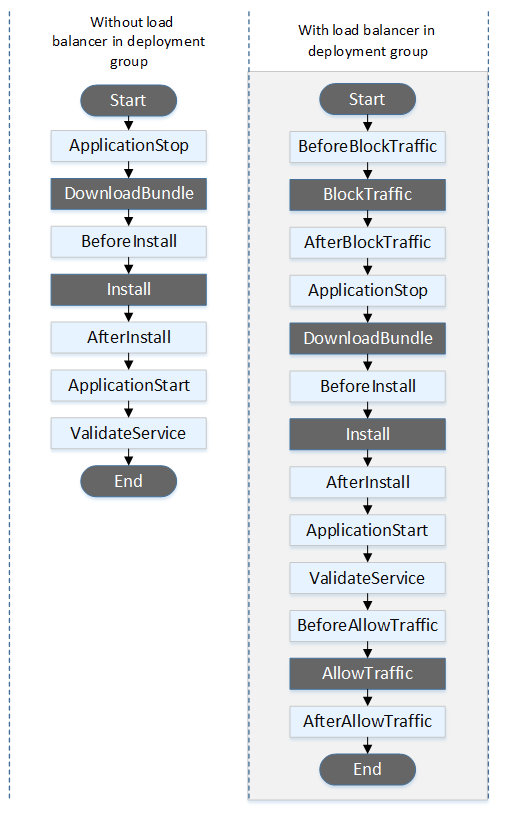 Without load
balancer in deployment
group
Start
ApplicationStop
DownloadBundle
BeforeInstall
Install
AfterInstall
ApplicationStart
ValidateService
End
With load balancer in
deployment group
Start
BeforeBlockTraffic
BlockTraffic
AfterBlockTraffic
ApplicationStop
DownloadBundle
BeforeInstall
Install
AfterInstall
ApplicationStart
ValidateService
BeforeAllowTraffic
AllowTraffic
AfterAllowTraffic
End